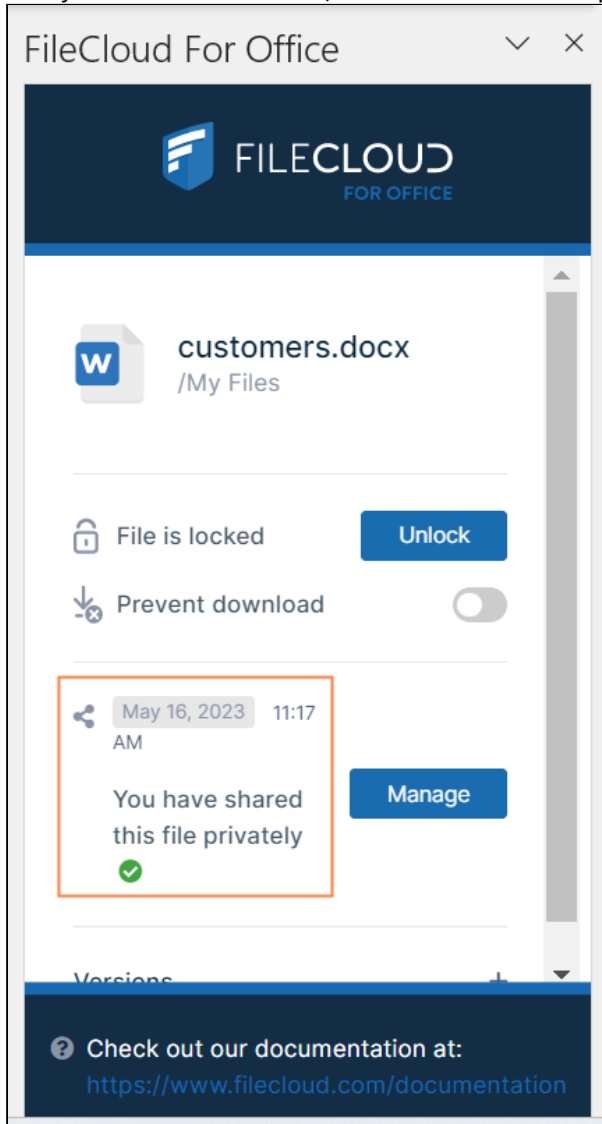 FileCloud For Office
FILECLOUD
FOR OFFICE
W
customers.docx
/My Files
File is locked
Unlock
Prevent download
May 16, 2023 11:17
AM
You have shared
this file privately
Manage
Versions
Check out our documentation at:
https://www.filecloud.com/documentation